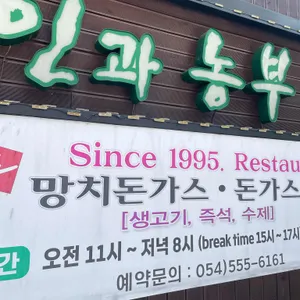 인과 농부
Since 1995. Restau
망치돈가스 · 돈가스
[생고기, 즉석, 수제]
간 오전 11시 ~ 저녁 8시 (break time 15시 ~ 17시
예약문의 : 054) 555-6161